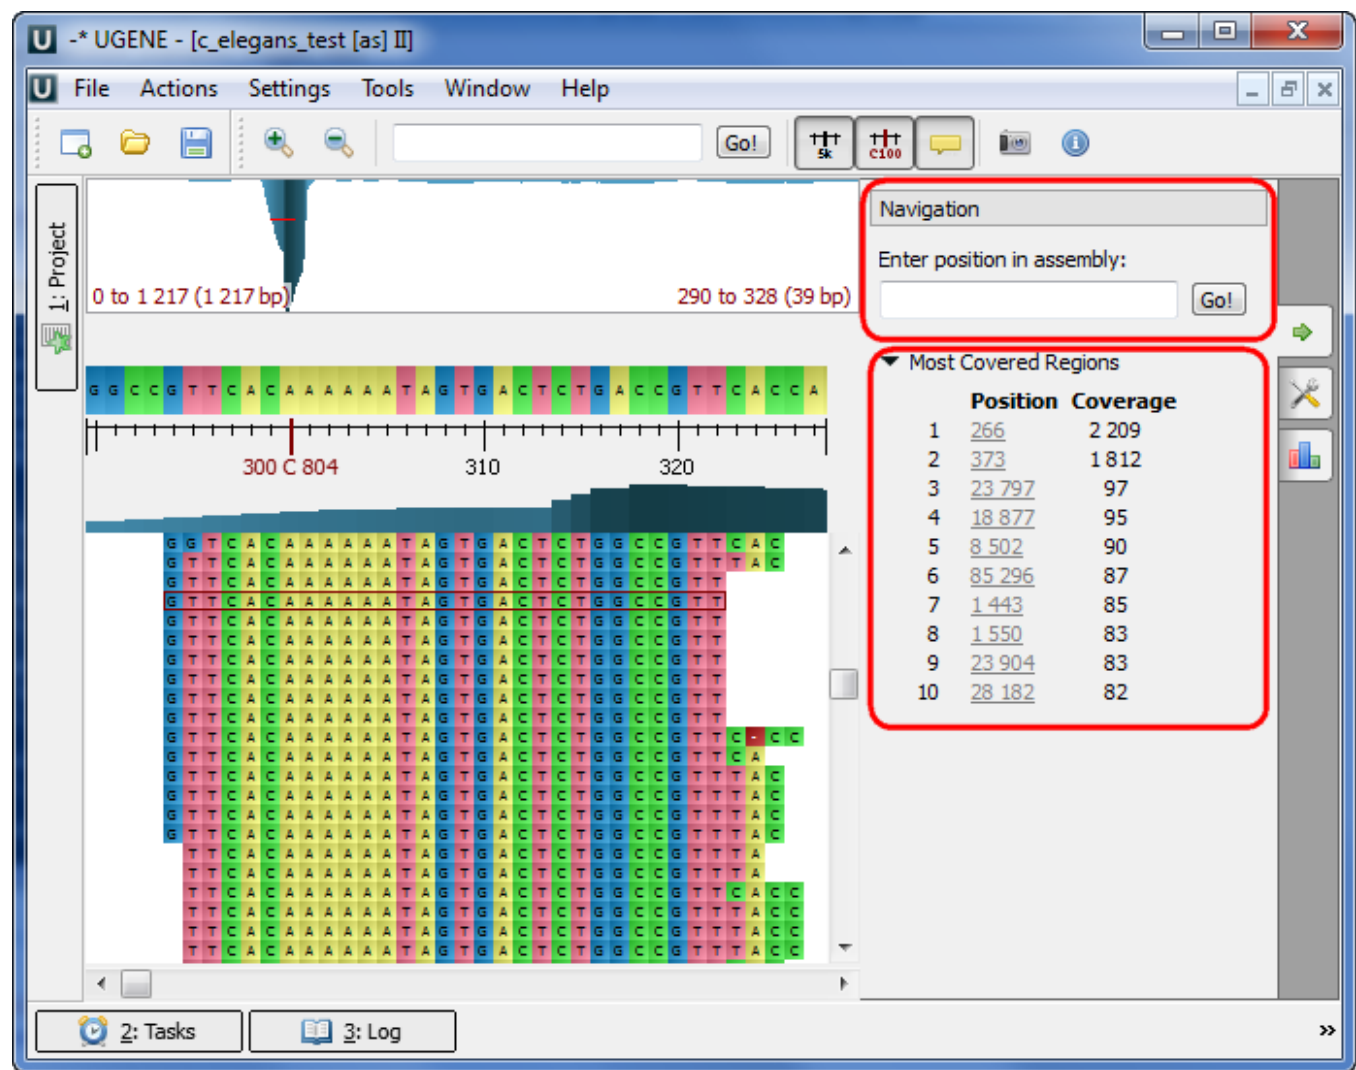 -* UGENE - [c_elegans_test [as] II]
File Actions Settings Tools Window Help
Go! 5k C100
1: Project
0 to 1 217 (1 217 bp)
290 to 328 (39 bp)
G G C C G T T C A C A A A A A A T A G T G A C T C T G A C C G T T C A C C A
300 C 804 310 320
G G T C A C A A A A A A T A G T G A C T C T G G C C G T T C A C
G T T C A C A A A A A A T A G T G A C T C T G G C C G T T T A C
G T T C A C A A A A A A T A G T G A C T C T G G C C G T T
G T T C A C A A A A A A T A G T G A C T C T G G C C G T T
G T T C A C A A A A A A T A G T G A C T C T G G C C G T T
G T T C A C A A A A A A T A G T G A C T C T G G C C G T T
G T T C A C A A A A A A T A G T G A C T C T G G C C G T T
G T T C A C A A A A A A T A G T G A C T C T G G C C G T T
G T T C A C A A A A A A T A G T G A C T C T G G C C G T T
G T T C A C A A A A A A T A G T G A C T C T G G C C G T T
G T T C A C A A A A A A T A G T G A C T C T G G C C G T T C - C C
G T T C A C A A A A A A T A G T G A C T C T G G C C G T T C A
G T T C A C A A A A A A T A G T G A C T C T G G C C G T T T A C
G T T C A C A A A A A A T A G T G A C T C T G G C C G T T T A C
G T T C A C A A A A A A T A G T G A C T C T G G C C G T T T A C
G T T C A C A A A A A A T A G T G A C T C T G G C C G T T T A C
T T C A C A A A A A A T A G T G A C T C T G G C C G T T T A
T T C A C A A A A A A T A G T G A C T C T G G C C G T T T A
T T C A C A A A A A A T A G T G A C T C T G G C C G T T C A C C
T T C A C A A A A A A T A G T G A C T C T G G C C G T T T A C C
T T C A C A A A A A A T A G T G A C T C T G G C C G T T T A C C
T T C A C A A A A A A T A G T G A C T C T G G C C G T T T A C C
Navigation
Enter position in assembly:
Go!
Most Covered Regions
Position Coverage
1 266 2 209
2 373 1 812
3 23 797 97
4 18 877 95
5 8 502 90
6 85 296 87
7 1 443 85
8 1 550 83
9 23 904 83
10 28 182 82
2: Tasks 3: Log »